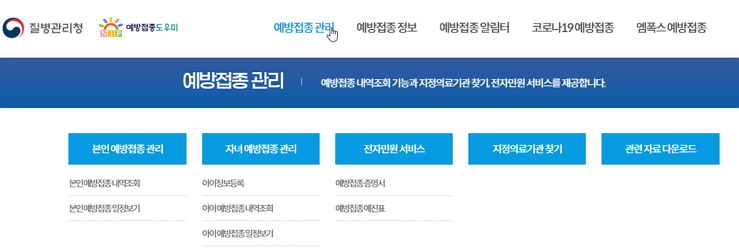 질병관리청 NIP 예방접종도우미 예방접종 관리 예방접종 정보 예방접종 알림터 코로나19 예방접종 엠폭스 예방접종
예방접종 관리 예방접종 내역조회 기능과 지정의료기관 찾기, 전자민원 서비스를 제공합니다.
본인 예방접종 관리 자녀 예방접종 관리 전자민원 서비스 지정의료기관 찾기 관련 자료 다운로드
본인 예방접종 내역조회 아이정보등록 예방접종 증명서
본인 예방접종 일정보기 아이 예방접종 내역조회 예방접종 예진표
아이 예방접종 일정보기